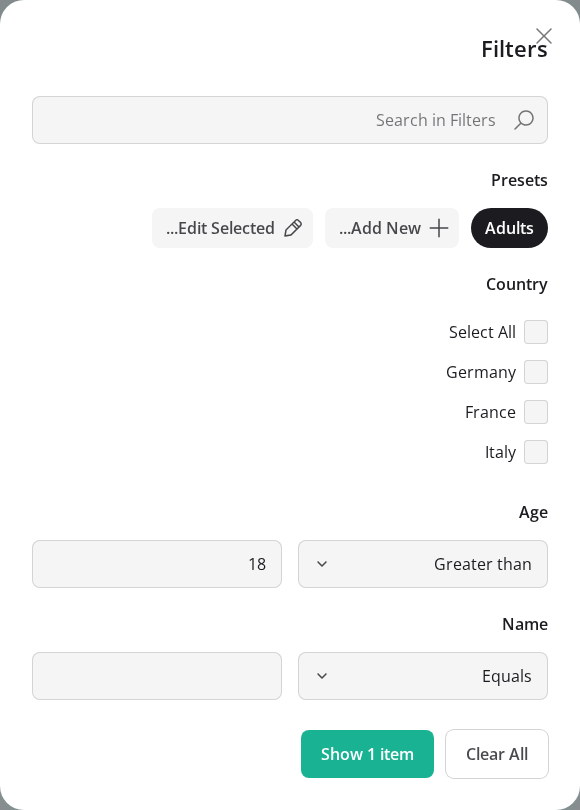 Filters
Search in Filters
Presets
Adults
...Add New
...Edit Selected
Country
Select All
Germany
France
Italy
Age
Greater than
18
Name
Equals
Clear All
Show 1 item